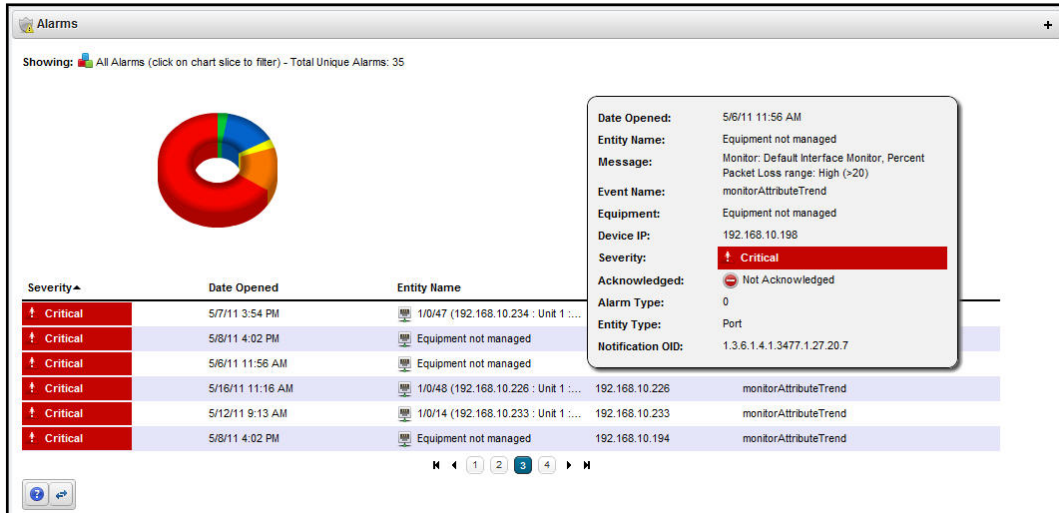 Alarms
+
Showing: All Alarms (click on chart slice to filter) - Total Unique Alarms: 35
Date Opened: 5/6/11 11:56 AM
Entity Name: Equipment not managed
Message: Monitor: Default Interface Monitor, Percent
Packet Loss range: High (>20)
Event Name: monitorAttributeTrend
Equipment: Equipment not managed
Device IP: 192.168.10.198
Severity: Critical
Acknowledged: Not Acknowledged
Alarm Type: 0
Entity Type: Port
Notification OID: 1.3.6.1.4.1.3477.1.27.20.7
Severity Date Opened Entity Name
Critical 5/7/11 3:54 PM 1/0/47 (192.168.10.234 : Unit 1 :...
Critical 5/8/11 4:02 PM Equipment not managed
Critical 5/6/11 11:56 AM Equipment not managed
Critical 5/16/11 11:16 AM 1/0/48 (192.168.10.226 : Unit 1 :... 192.168.10.226 monitorAttributeTrend
Critical 5/12/11 9:13 AM 1/0/14 (192.168.10.233 : Unit 1 :... 192.168.10.233 monitorAttributeTrend
Critical 5/8/11 4:02 PM Equipment not managed 192.168.10.194 monitorAttributeTrend
1 2 3 4
?